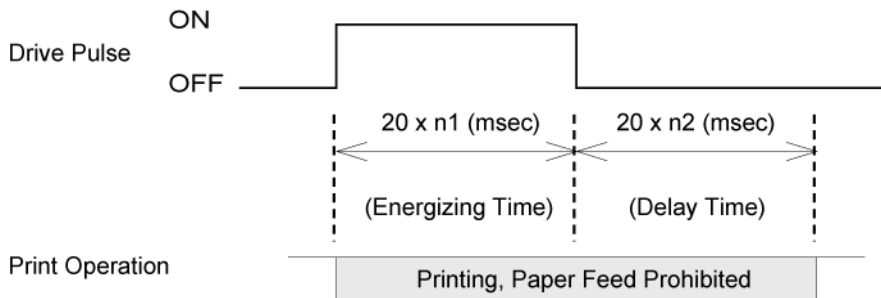 ON
Drive Pulse
OFF
20 x n1 (msec) 20 x n2 (msec)
(Energizing Time) (Delay Time)
Print Operation
Printing, Paper Feed Prohibited